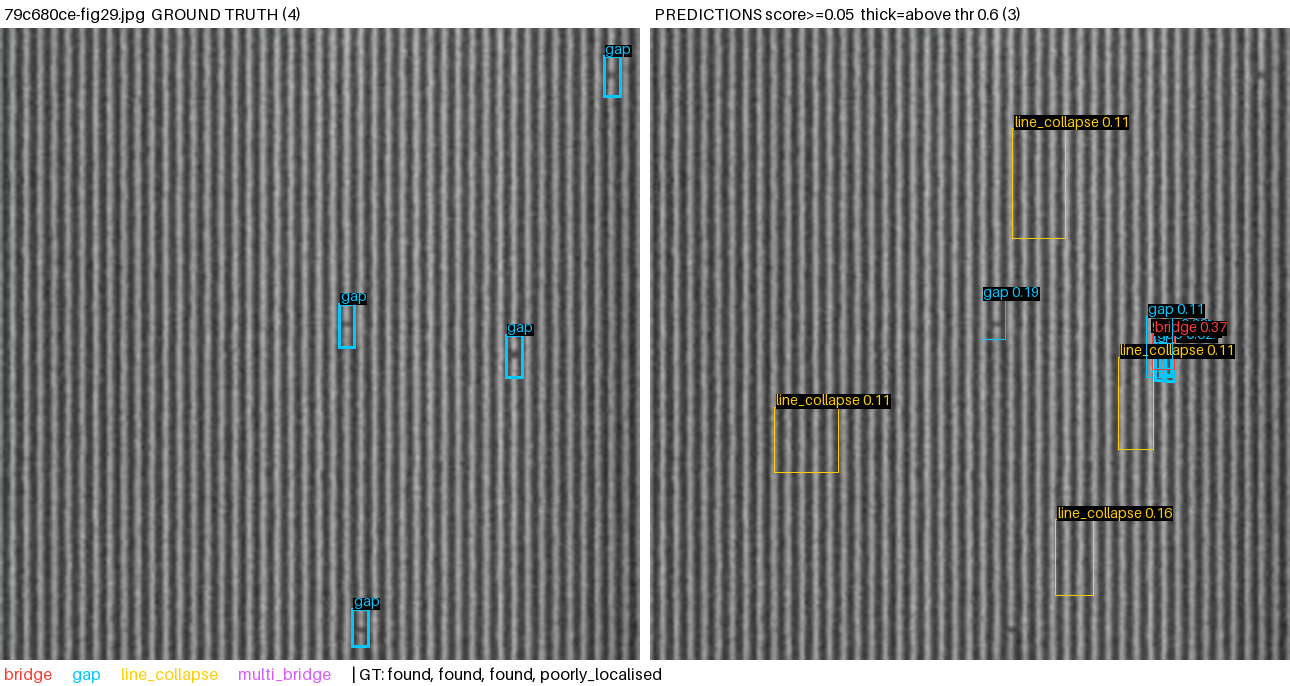 79c680ce-fig29.jpg GROUND TRUTH (4)
PREDICTIONS score>=0.05 thick=above thr 0.6 (3)
gap
line_collapse 0.11
gap
gap 0.19
gap
gap 0.11
bridge 0.37
line_collapse 0.11
line_collapse 0.11
line_collapse 0.16
gap
bridge gap line_collapse multi_bridge | GT: found, found, found, poorly_localised